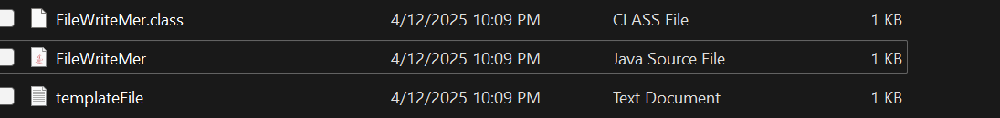 FileWriteMer.class 4/12/2025 10:09 PM CLASS File 1 KB
FileWriteMer 4/12/2025 10:09 PM Java Source File 1 KB
templateFile 4/12/2025 10:09 PM Text Document 1 KB